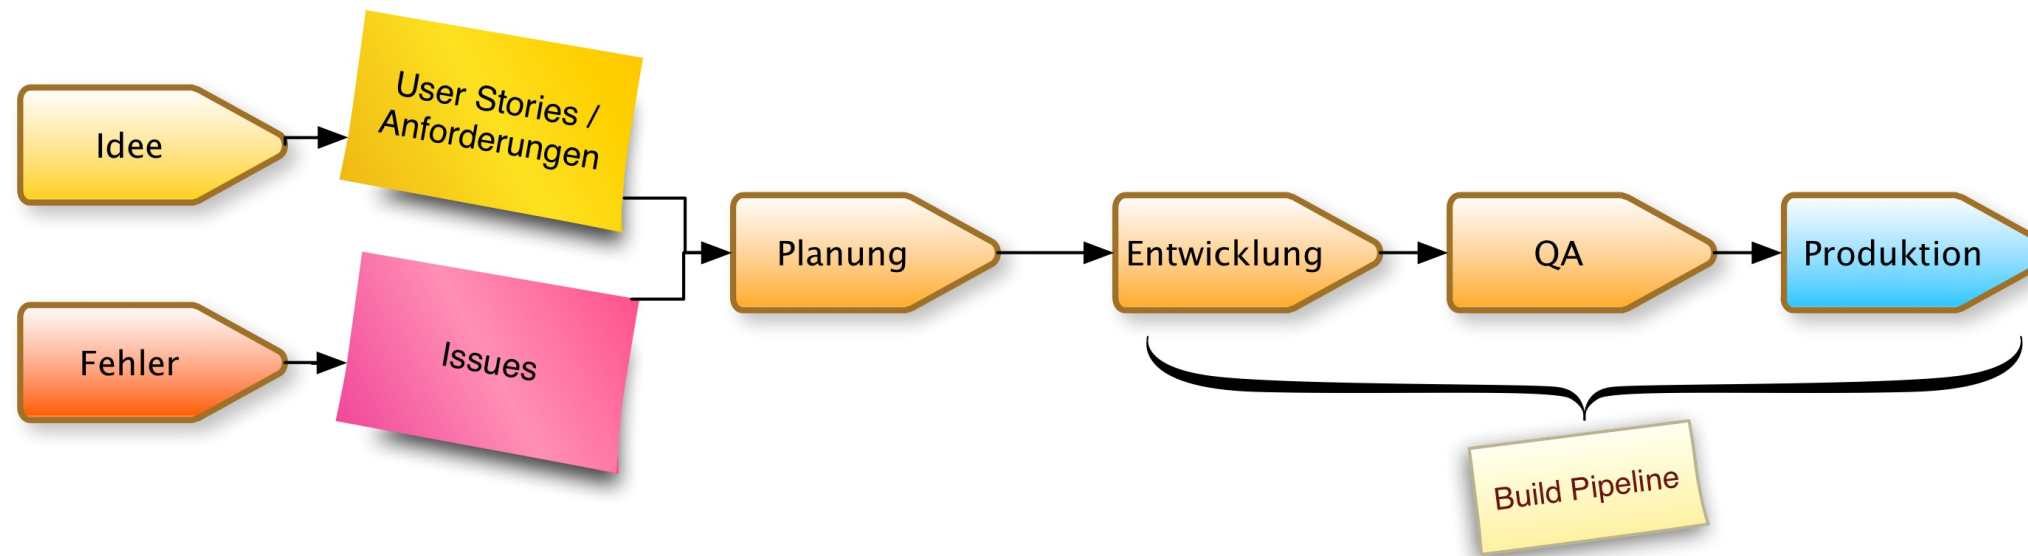 Idee
User Stories /
Anforderungen
Fehler
Issues
Planung
Entwicklung
QA
Produktion
Build Pipeline